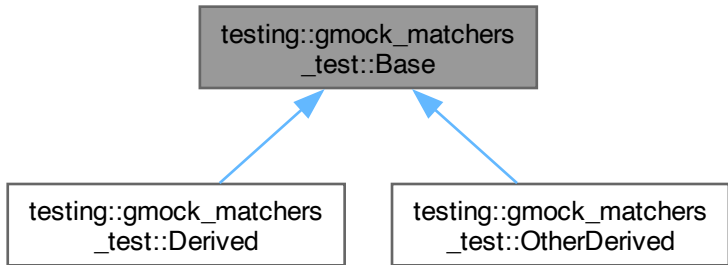 testing::gmock_matchers
_test::Base
testing::gmock_matchers
_test::Derived
testing::gmock_matchers
_test::OtherDerived